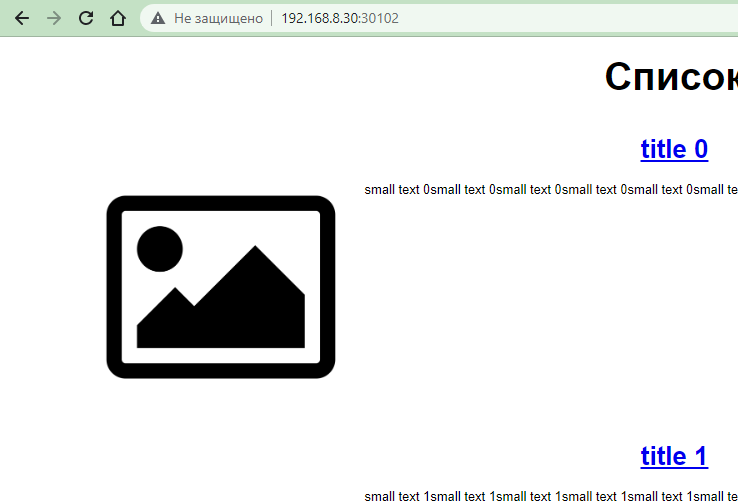 Не защищено 192.168.8.30:30102
Список
title 0
small text 0small text 0small text 0small text 0small text 0small te
title 1
small text 1small text 1small text 1small text 1small text 1small te